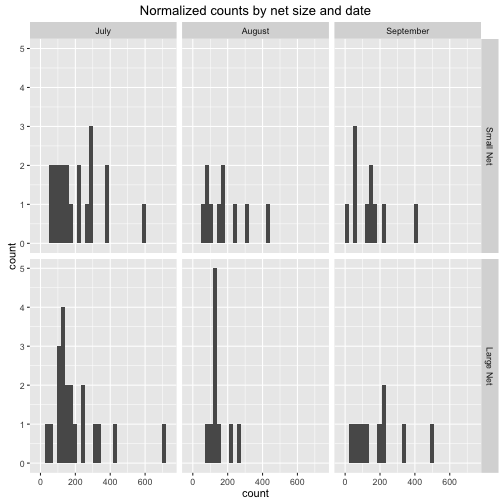 Normalized counts by net size and date
July August September
5
4
3
2
1
0
Small Net
count
5
4
3
2
1
0
Large Net
0 200 400 600 0 200 400 600 0 200 400 600
count